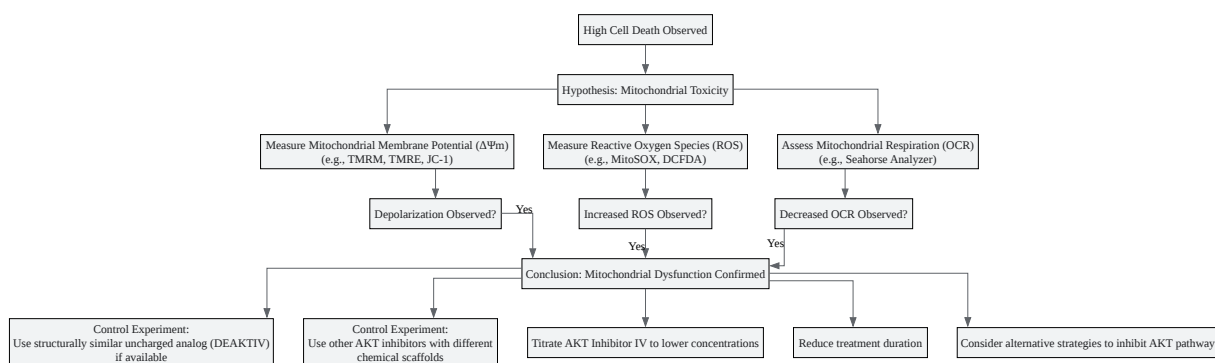 High Cell Death Observed
Hypothesis: Mitochondrial Toxicity
Measure Mitochondrial Membrane Potential (ΔΨm)
(e.g., TMRM, TMRE, JC-1)
Measure Reactive Oxygen Species (ROS)
(e.g., MitoSOX, DCFDA)
Assess Mitochondrial Respiration (OCR)
(e.g., Seahorse Analyzer)
Depolarization Observed?
Yes
Increased ROS Observed?
Decreased OCR Observed?
Yes
Yes
Conclusion: Mitochondrial Dysfunction Confirmed
Control Experiment:
Use structurally similar uncharged analog (DEAKTIV)
if available
Control Experiment:
Use other AKT inhibitors with different
chemical scaffolds
Titrate AKT Inhibitor IV to lower concentrations
Reduce treatment duration
Consider alternative strategies to inhibit AKT pathway